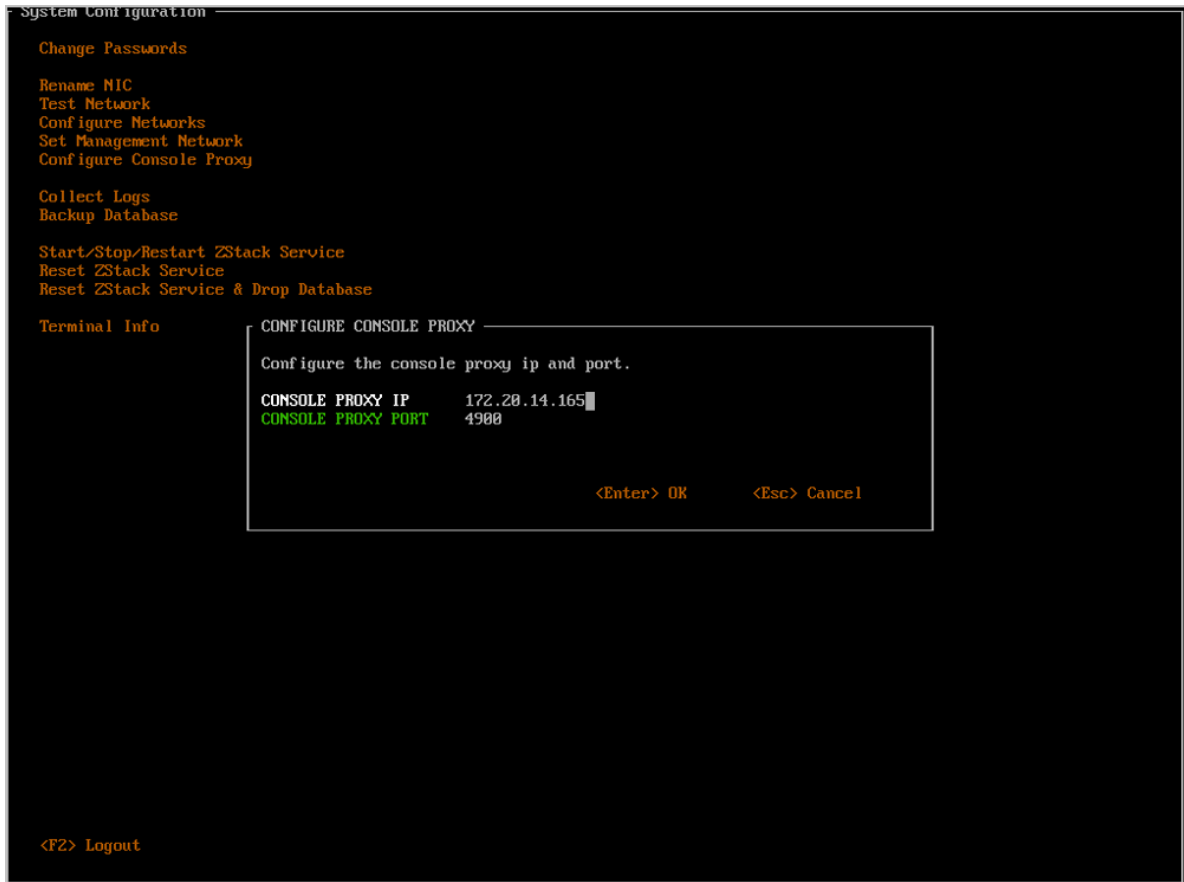 System Configuration
Change Passwords
Rename NIC
Test Network
Configure Networks
Set Management Network
Configure Console Proxy
Collect Logs
Backup Database
Start/Stop/Restart ZStack Service
Reset ZStack Service
Reset ZStack Service & Drop Database
Terminal Info
CONFIGURE CONSOLE PROXY
Configure the console proxy ip and port.
CONSOLE PROXY IP 172.20.14.165
CONSOLE PROXY PORT 4900
<Enter> OK <Esc> Cancel
<F2> Logout